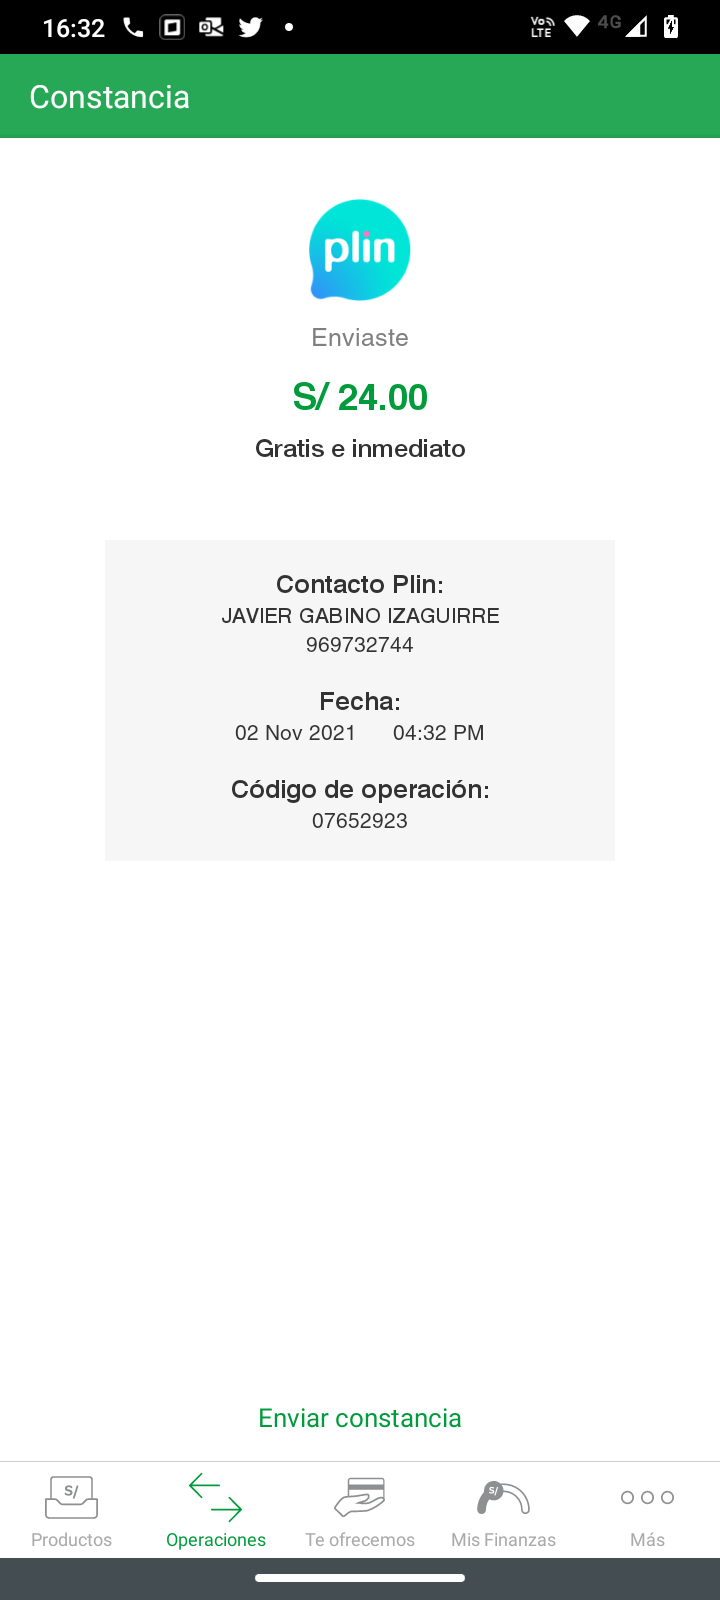 16:32
Vo LTE 4G
Constancia
plin
Enviaste
S/ 24.00
Gratis e inmediato
Contacto Plin:
JAVIER GABINO IZAGUIRRE
969732744
Fecha:
02 Nov 2021 04:32 PM
Código de operación:
07652923
Enviar constancia
S/ S/
Productos Operaciones Te ofrecemos Mis Finanzas Más